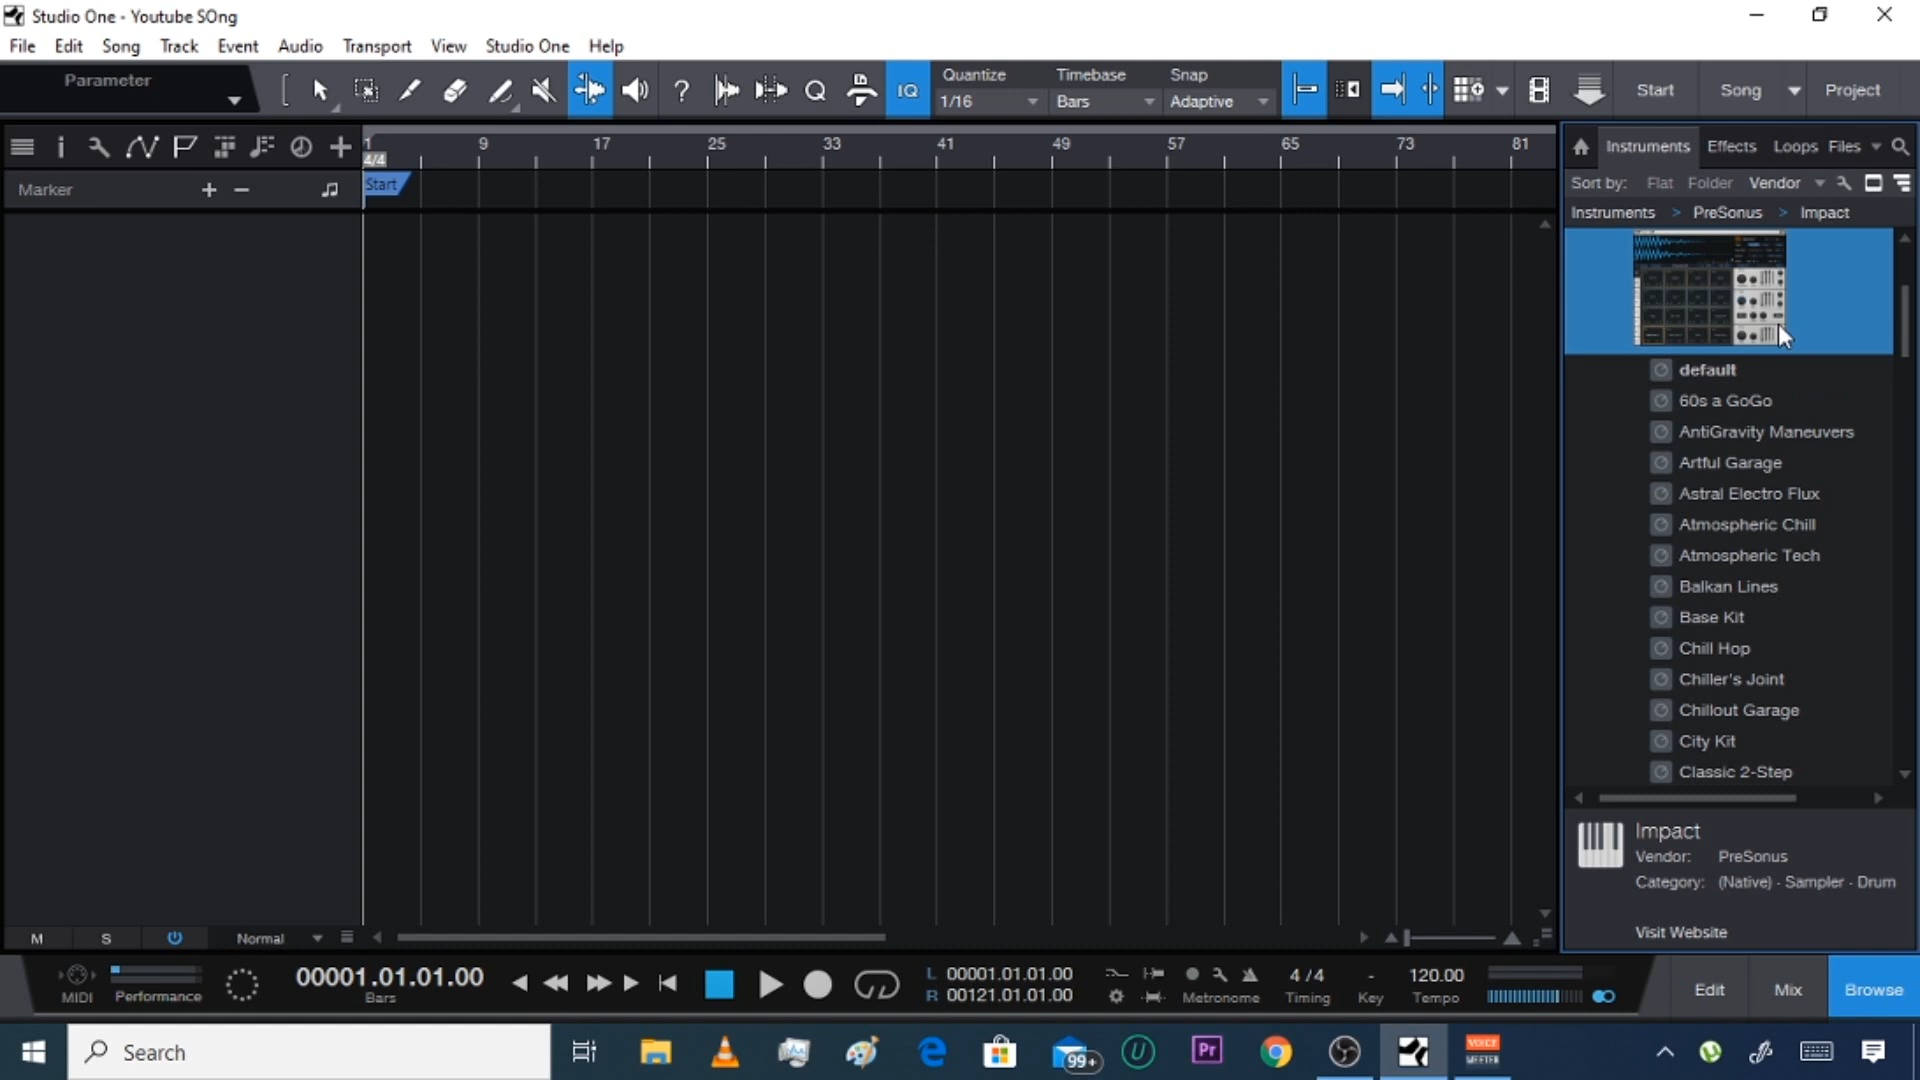 Studio One - Youtube SOng
File Edit Song Track Event Audio Transport View Studio One Help
Parameter
IQ
Quantize Timebase Snap
1/16 Bars Adaptive
Start Song Project
1 9 17 25 33 41 49 57 65 73 81
4/4
Marker
Start
Instruments Effects Loops Files
Sort by: Flat Folder Vendor
Instruments > PreSonus > Impact
default
60s a GoGo
AntiGravity Maneuvers
Artful Garage
Astral Electro Flux
Atmospheric Chill
Atmospheric Tech
Balkan Lines
Base Kit
Chill Hop
Chiller's Joint
Chillout Garage
City Kit
Classic 2-Step
Impact
Vendor: PreSonus
Category: (Native) - Sampler - Drum
Visit Website
M S Normal
MIDI Performance
00001.01.01.00
Bars
L 00001.01.01.00
R 00121.01.01.00
Metronome
4 / 4
Timing
-
Key
120.00
Tempo
Edit Mix Browse
Search
99+
Pr
VOICE
MEETER